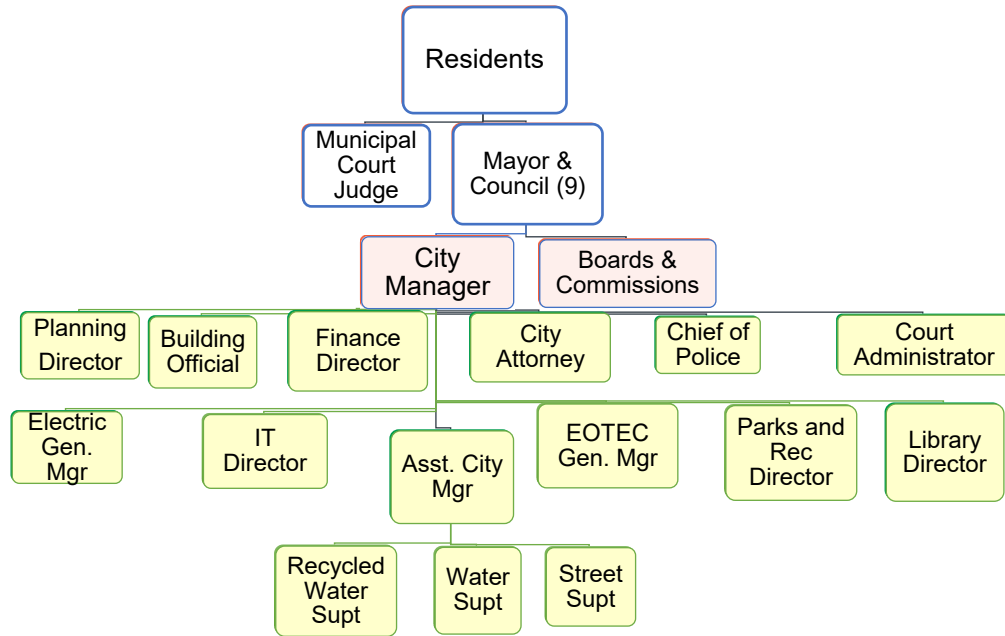 Residents
Municipal
Court
Judge
Mayor &
Council (9)
City
Manager
Boards &
Commissions
Planning
Director
Building
Official
Finance
Director
City
Attorney
Chief of
Police
Court
Administrator
Electric
Gen.
Mgr
IT
Director
Asst. City
Mgr
EOTEC
Gen. Mgr
Parks and
Rec
Director
Library
Director
Recycled
Water
Supt
Water
Supt
Street
Supt